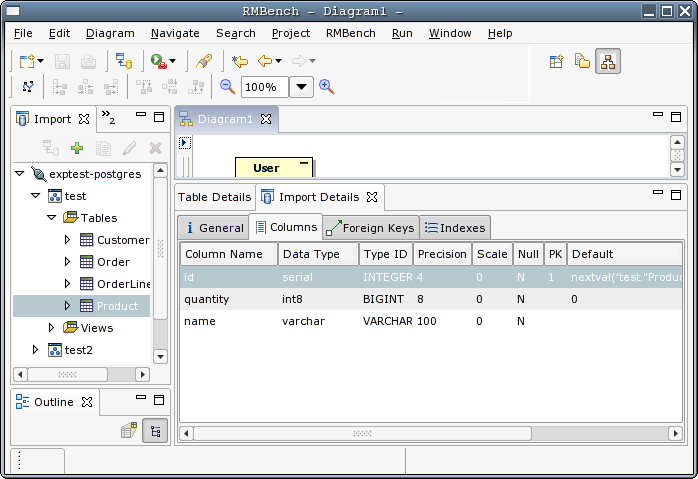 RMBench - Diagram1 -
File Edit Diagram Navigate Search Project RMBench Run Window Help
100%
Import
»2
Diagram1
User
exptest-postgres
test
Tables
Customer
Order
OrderLine
Product
Views
test2
Outline
Table Details Import Details
General Columns Foreign Keys Indexes
Column Name Data Type Type ID Precision Scale Null PK Default
id serial INTEGER 4 0 N 1 nextval('test."Produc
quantity int8 BIGINT 8 0 N 0
name varchar VARCHAR 100 0 N